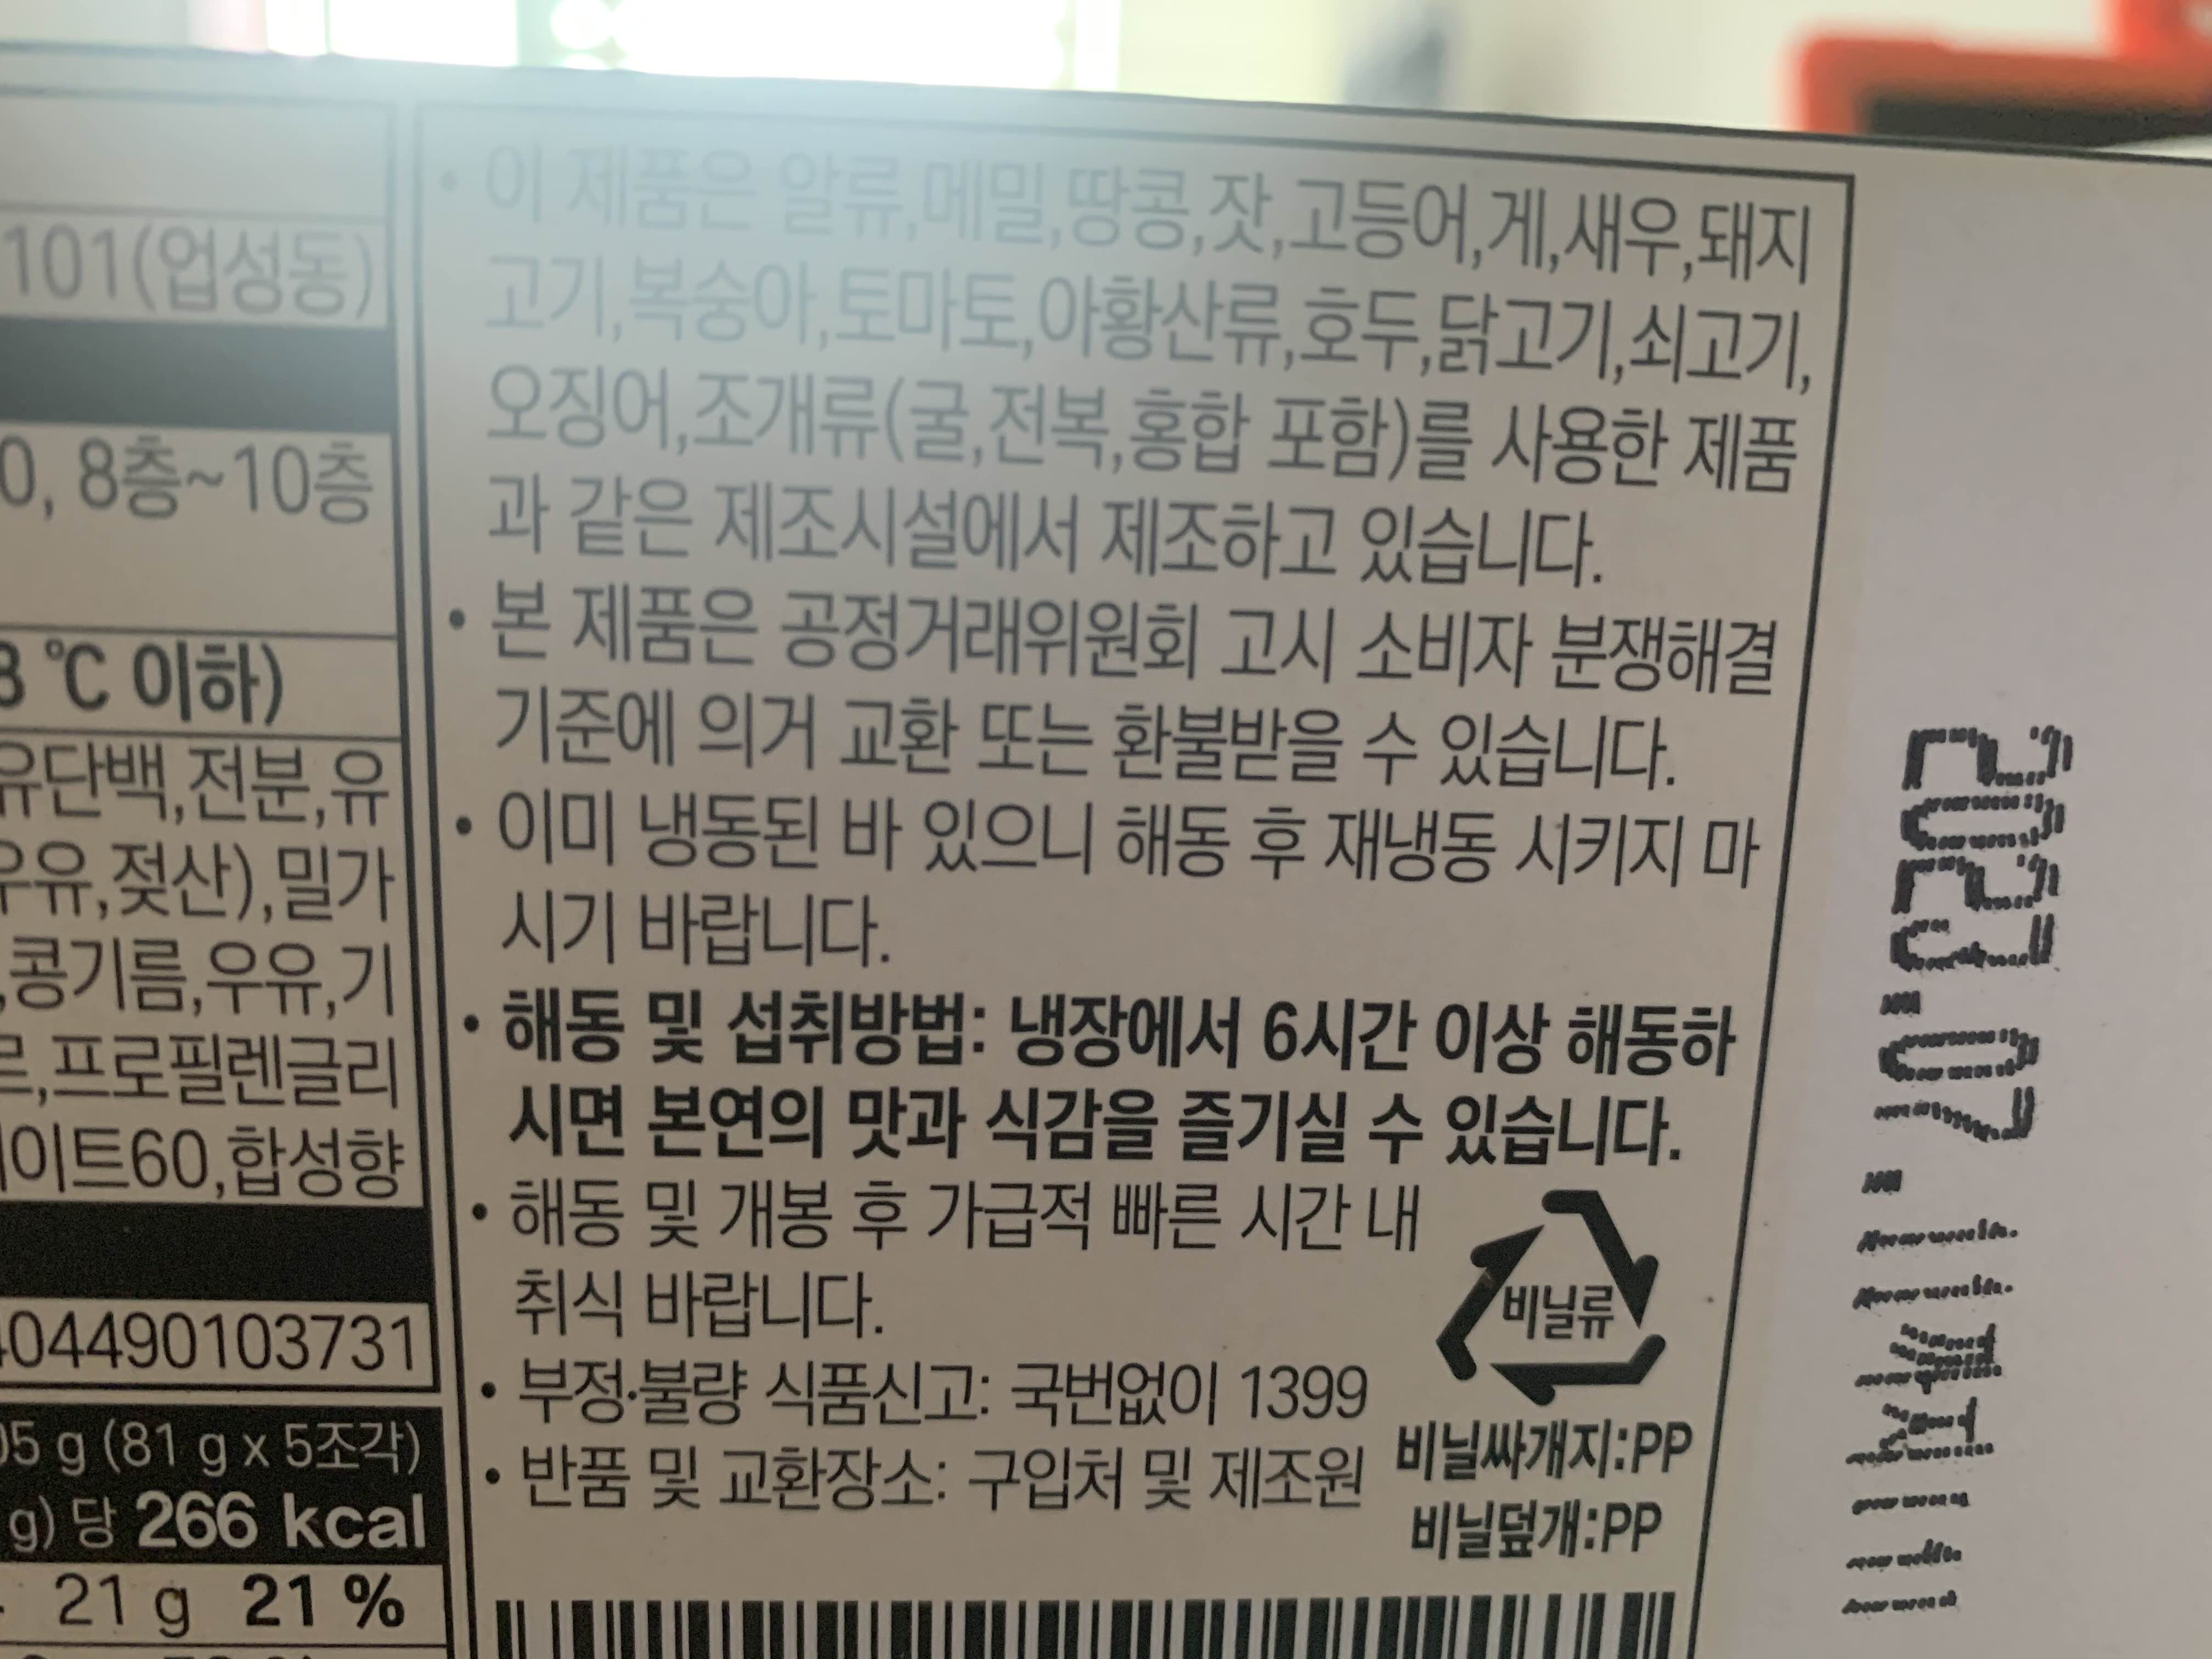 101(업성동)
0, 8층~10층
8 ℃ 이하)
유단백,전분,유
우유,젖산),밀가
,콩기름,우유,기
르,프로필렌글리
이트60,합성향
04490103731
05 g (81 g x 5조각)
g) 당 266 kcal
21 g 21 %
• 이 제품은 알류,메밀,땅콩,잣,고등어,게,새우,돼지
고기,복숭아,토마토,아황산류,호두,닭고기,쇠고기,
오징어,조개류(굴,전복,홍합 포함)를 사용한 제품
과 같은 제조시설에서 제조하고 있습니다.
• 본 제품은 공정거래위원회 고시 소비자 분쟁해결
기준에 의거 교환 또는 환불받을 수 있습니다.
• 이미 냉동된 바 있으니 해동 후 재냉동 시키지 마
시기 바랍니다.
• 해동 및 섭취방법: 냉장에서 6시간 이상 해동하
시면 본연의 맛과 식감을 즐기실 수 있습니다.
• 해동 및 개봉 후 가급적 빠른 시간 내
취식 바랍니다.
• 부정·불량 식품신고: 국번없이 1399
• 반품 및 교환장소: 구입처 및 제조원
비닐류
비닐싸개지:PP
비닐덮개:PP